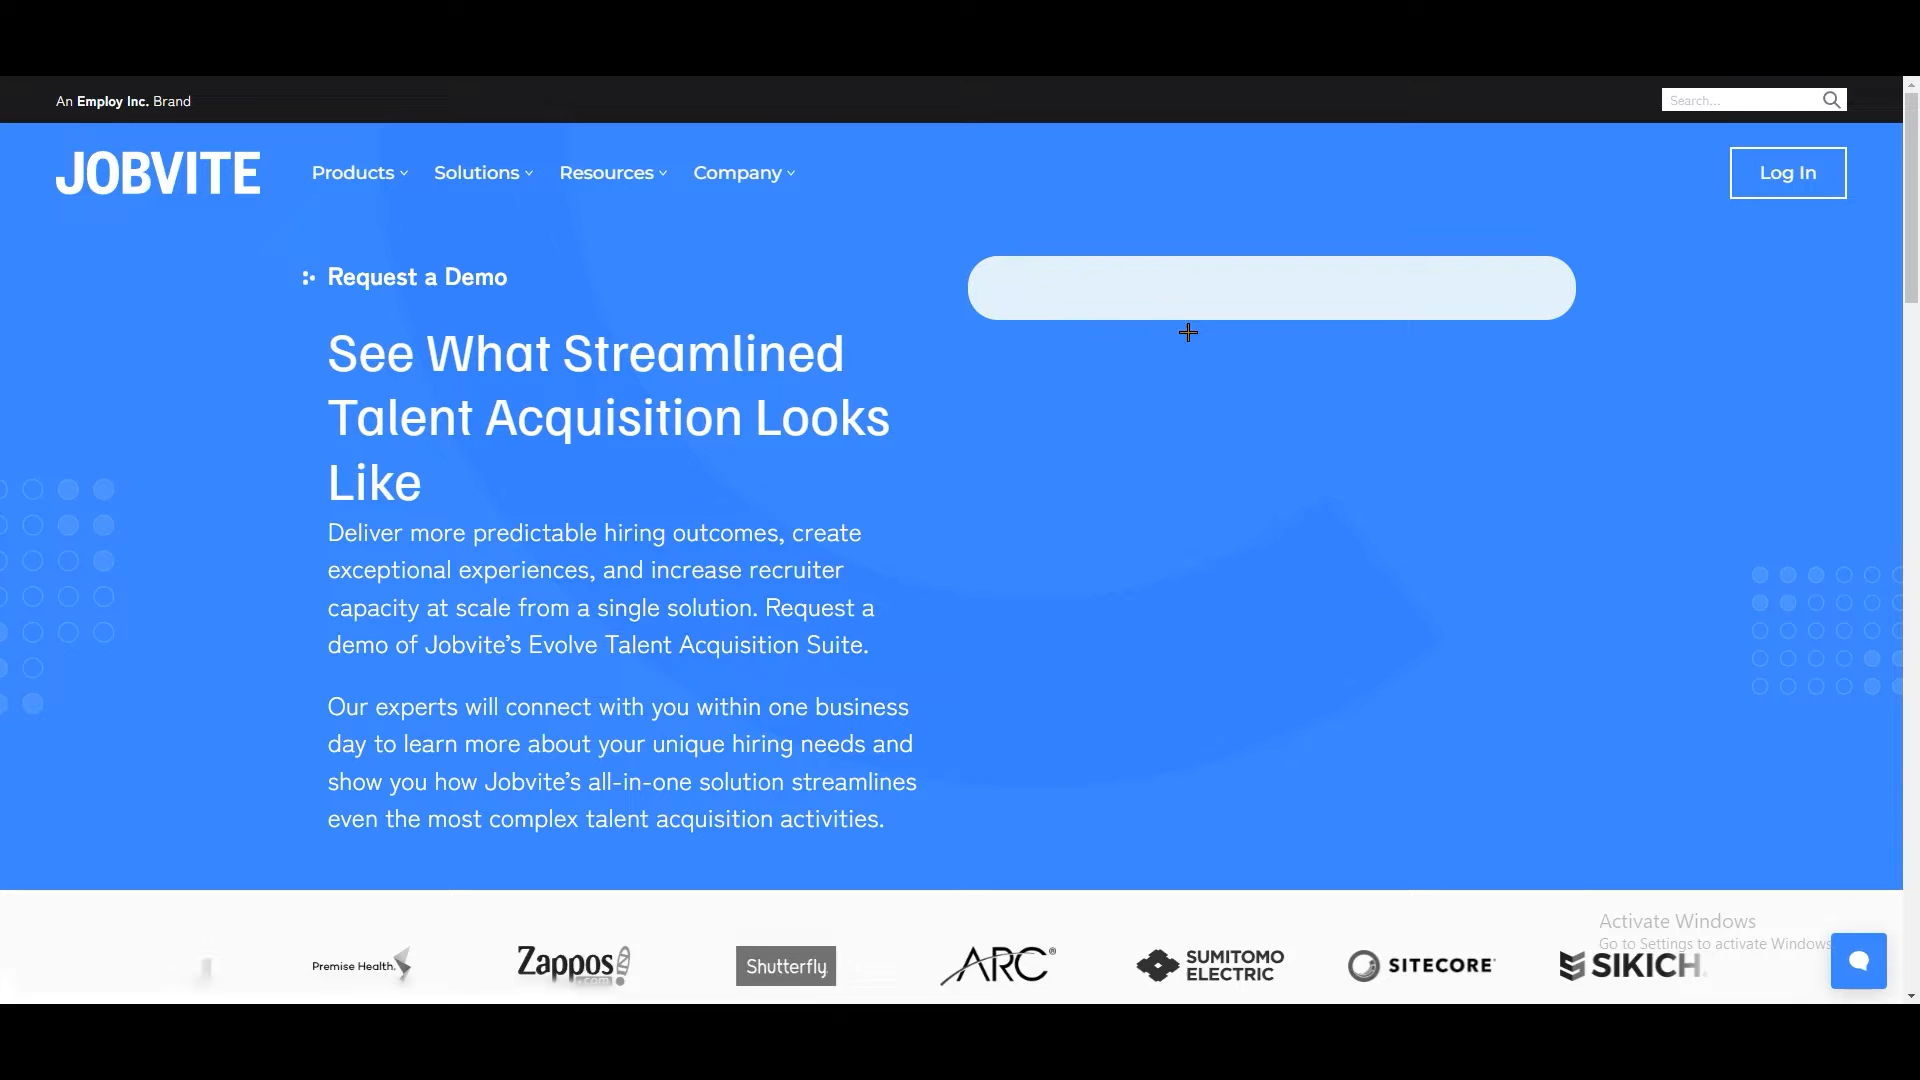 An Employ Inc. Brand
Search...
JOBVITE
Products
Solutions
Resources
Company
Log In
Request a Demo
See What Streamlined
Talent Acquisition Looks
Like
Deliver more predictable hiring outcomes, create
exceptional experiences, and increase recruiter
capacity at scale from a single solution. Request a
demo of Jobvite’s Evolve Talent Acquisition Suite.
Our experts will connect with you within one business
day to learn more about your unique hiring needs and
show you how Jobvite’s all-in-one solution streamlines
even the most complex talent acquisition activities.
Activate Windows
Go to Settings to activate Windows.
Premise Health.
Zappos!
.com
Shutterfly
ARC®
SUMITOMO
ELECTRIC
SITECORE
SIKICH